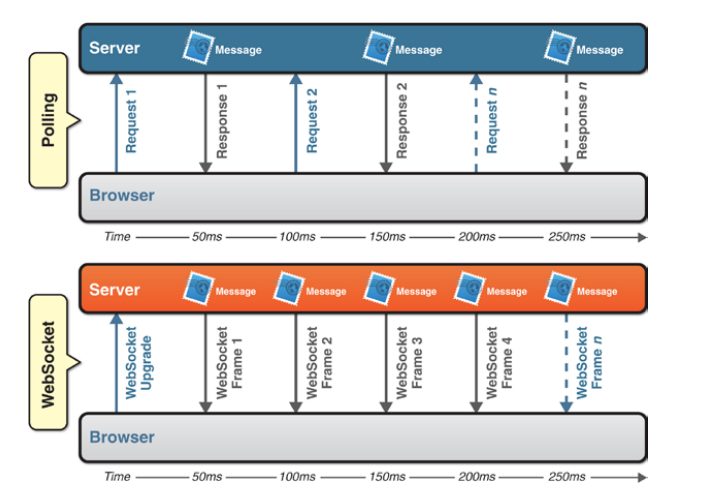 Polling
Server
Message
Message
Message
Request 1
Response 1
Request 2
Response 2
Request n
Response n
Browser
Time
50ms
100ms
150ms
200ms
250ms
WebSocket
Server
Message
Message
Message
Message
Message
WebSocket
Upgrade
WebSocket
Frame 1
WebSocket
Frame 2
WebSocket
Frame 3
WebSocket
Frame 4
WebSocket
Frame n
Browser
Time
50ms
100ms
150ms
200ms
250ms